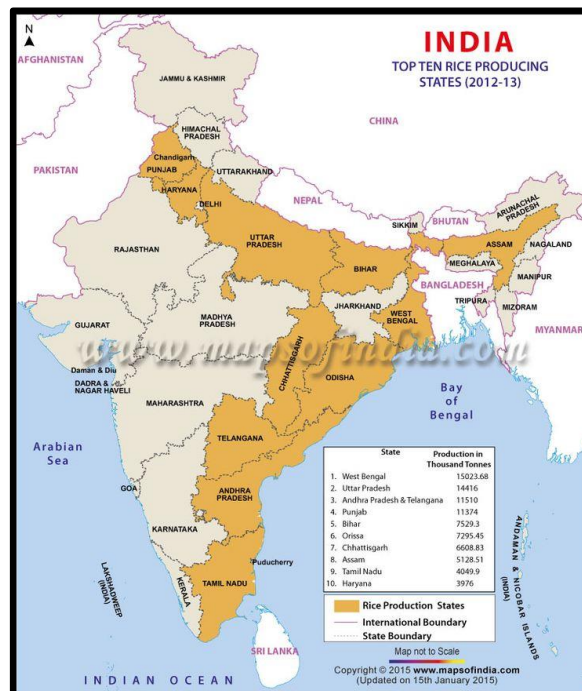 N
INDIA
TOP TEN RICE PRODUCING
STATES (2012-13)
AFGHANISTAN
JAMMU & KASHMIR
CHINA
HIMACHAL
PRADESH
Chandigarh
PUNJAB
UTTARAKHAND
PAKISTAN
HARYANA
DELHI
NEPAL
ARUNACHAL
PRADESH
SIKKIM
BHUTAN
RAJASTHAN
UTTAR
PRADESH
ASSAM
NAGALAND
BIHAR
MEGHALAYA
MANIPUR
BANGLADESH
JHARKHAND
WEST
BENGAL
TRIPURA
MIZORAM
GUJARAT
MADHYA
PRADESH
MYANMAR
www.mapsofindia.com
CHHATTISGARH
Daman & Diu
DADRA &
NAGAR HAVELI
ODISHA
MAHARASHTRA
Bay
of
Bengal
Arabian
Sea
TELANGANA
GOA
ANDHRA
PRADESH
KARNATAKA
Puducherry
TAMIL NADU
KERALA
LAKSHADWEEP
(INDIA)
ANDAMAN & NICOBAR ISLANDS
(INDIA)
SRI LANKA
INDIAN OCEAN
State Production in
Thousand Tonnes
1. West Bengal 15023.68
2. Uttar Pradesh 14416
3. Andhra Pradesh & Telangana 11510
4. Punjab 11374
5. Bihar 7529.3
6. Orissa 7295.45
7. Chhattisgarh 6608.83
8. Assam 5128.51
9. Tamil Nadu 4049.9
10. Haryana 3976
Rice Production States
International Boundary
State Boundary
Map not to Scale
Copyright © 2015 www.mapsofindia.com
(Updated on 15th January 2015)